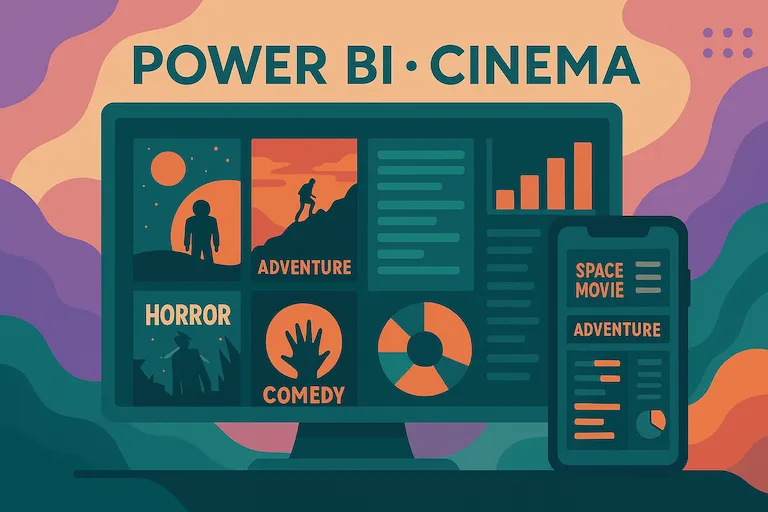 POWER BI · CINEMA
ADVENTURE
HORROR
COMEDY
SPACE
MOVIE
ADVENTURE